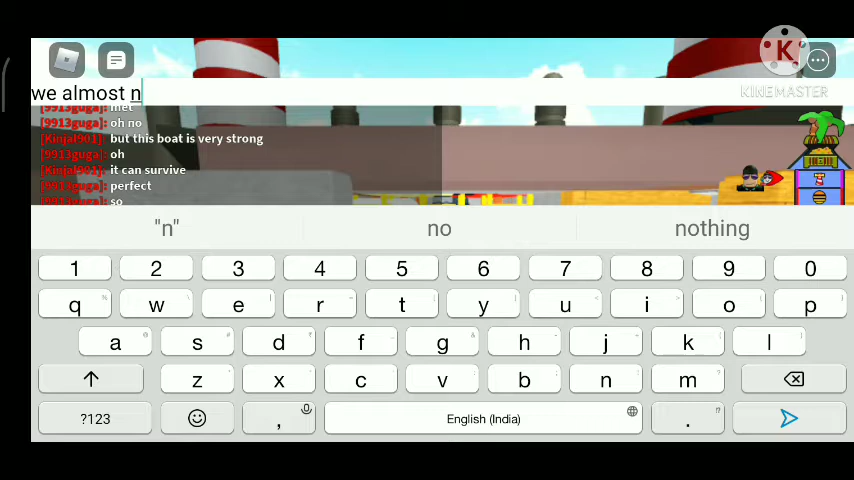 we almost n
KINEMASTER
[9913guga]: met
[9913guga]: oh no
[Kinjal901]: but this boat is very strong
[9913guga]: oh
[Kinjal901]: it can survive
[9913guga]: perfect
[9913guga]: so
"n" no nothing
1 2 3 4 5 6 7 8 9 0
q w e r t y u i o p
a s d f g h j k l
z x c v b n m
?123 , English (India) .